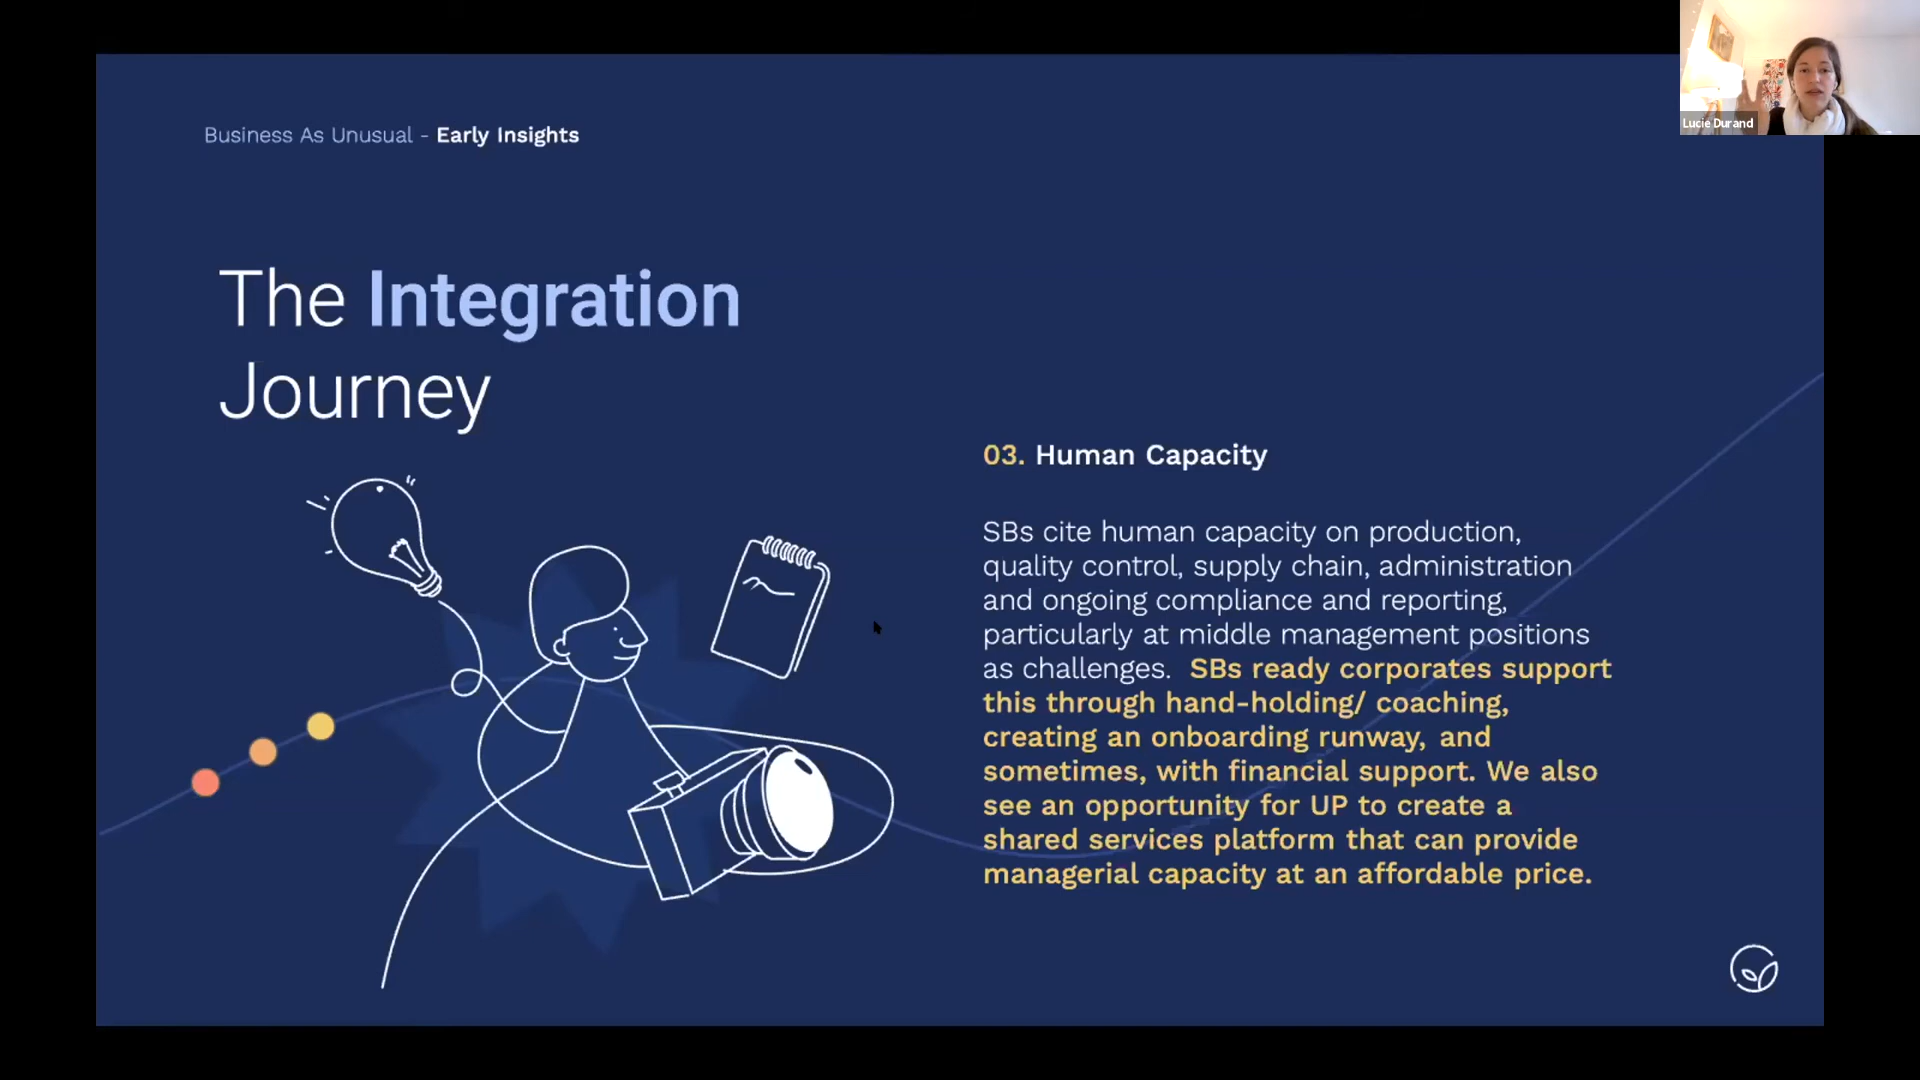 Lucie Durand
Business As Unusual - Early Insights
The Integration
Journey
03. Human Capacity
SBs cite human capacity on production,
quality control, supply chain, administration
and ongoing compliance and reporting,
particularly at middle management positions
as challenges. SBs ready corporates support
this through hand-holding/ coaching,
creating an onboarding runway, and
sometimes, with financial support. We also
see an opportunity for UP to create a
shared services platform that can provide
managerial capacity at an affordable price.